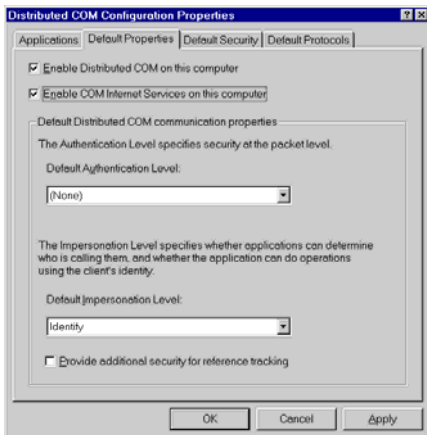 Distributed COM Configuration Properties
Applications Default Properties Default Security Default Protocols
Enable Distributed COM on this computer
Enable COM Internet Services on this computer
Default Distributed COM communication properties
The Authentication Level specifies security at the packet level.
Default Authentication Level:
(None)
The Impersonation Level specifies whether applications can determine
who is calling them, and whether the application can do operations
using the client's identity.
Default Impersonation Level:
Identify
Provide additional security for reference tracking
OK Cancel Apply